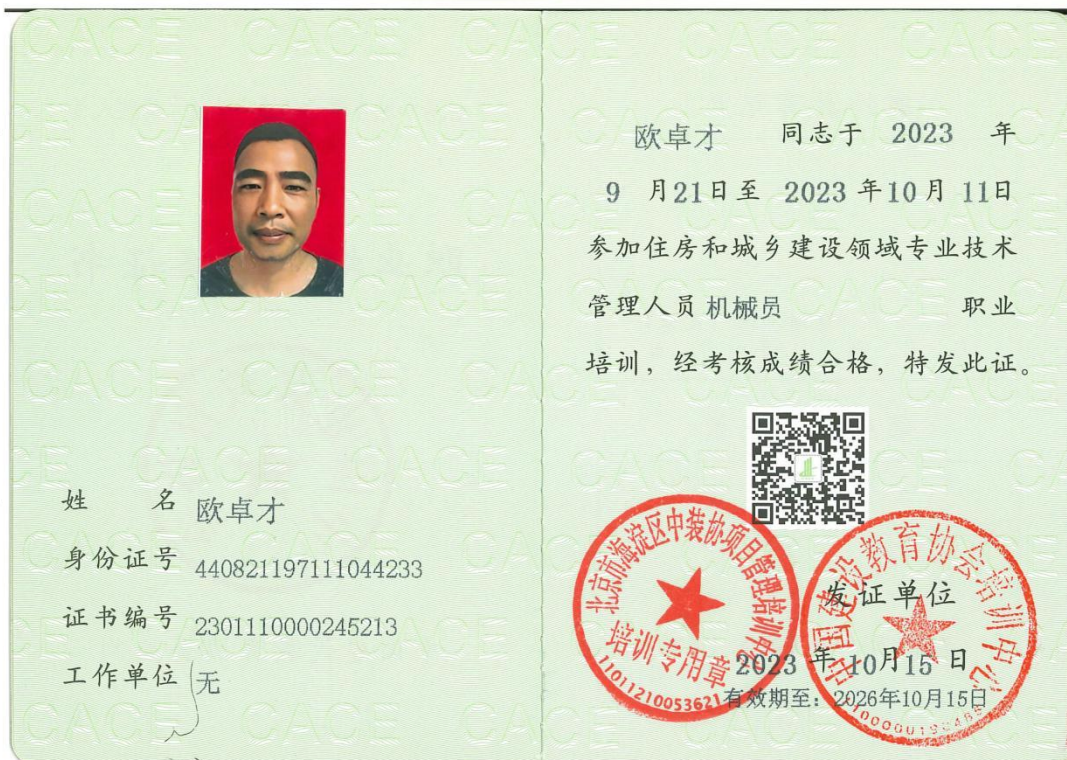 姓 名 欧卓才
身份证号 440821197111044233
证书编号 2301110000245213
工作单位 无
欧卓才 同志于 2023 年
9 月21日至 2023 年10月 11日
参加住房和城乡建设领域专业技术
管理人员 机械员 职业
培训，经考核成绩合格，特发此证。
北京市海淀区中装协项目管理培训中心
培训专用章
11011210053621
中国建设教育协会培训中心
发证单位
2023 年 10月 15 日
有效期至：2026年10月15日
CACE